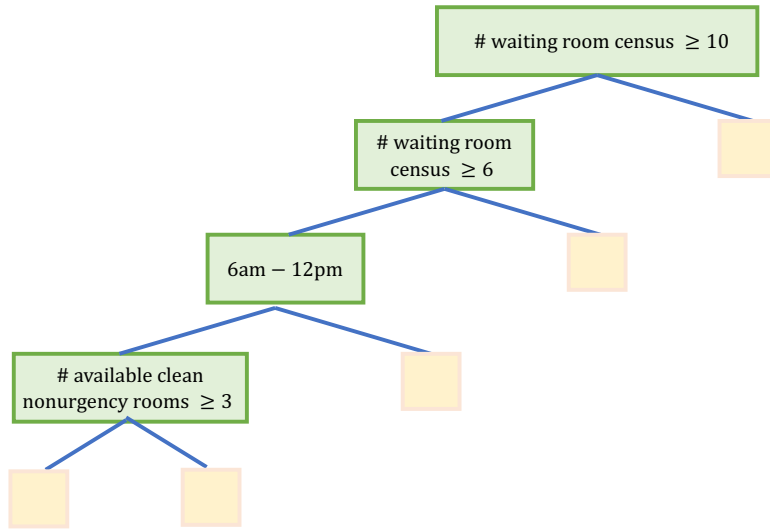 # waiting room census ≥ 10
# waiting room
census ≥ 6
6am − 12pm
# available clean
nonurgency rooms ≥ 3